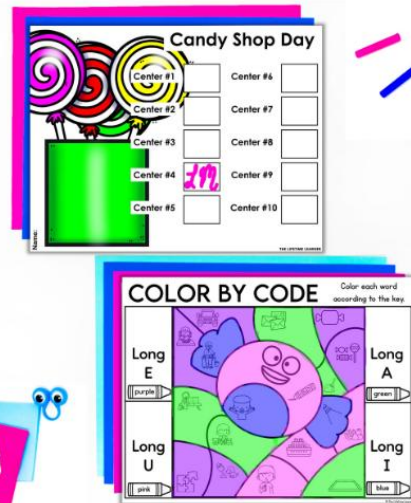 Candy Shop Day
Center #1
Center #6
Center #2
Center #7
Center #3
Center #8
Center #4
Center #9
Center #5
Center #10
Name:
COLOR BY CODE
Color each word
according to the key.
Long
E
purple
Long
A
green
Long
U
pink
Long
I
blue